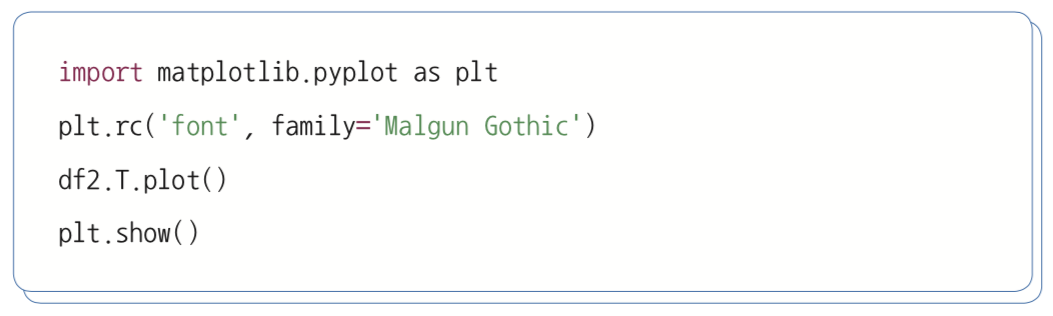 import matplotlib.pyplot as plt
plt.rc('font', family='Malgun Gothic')
df2.T.plot()
plt.show()